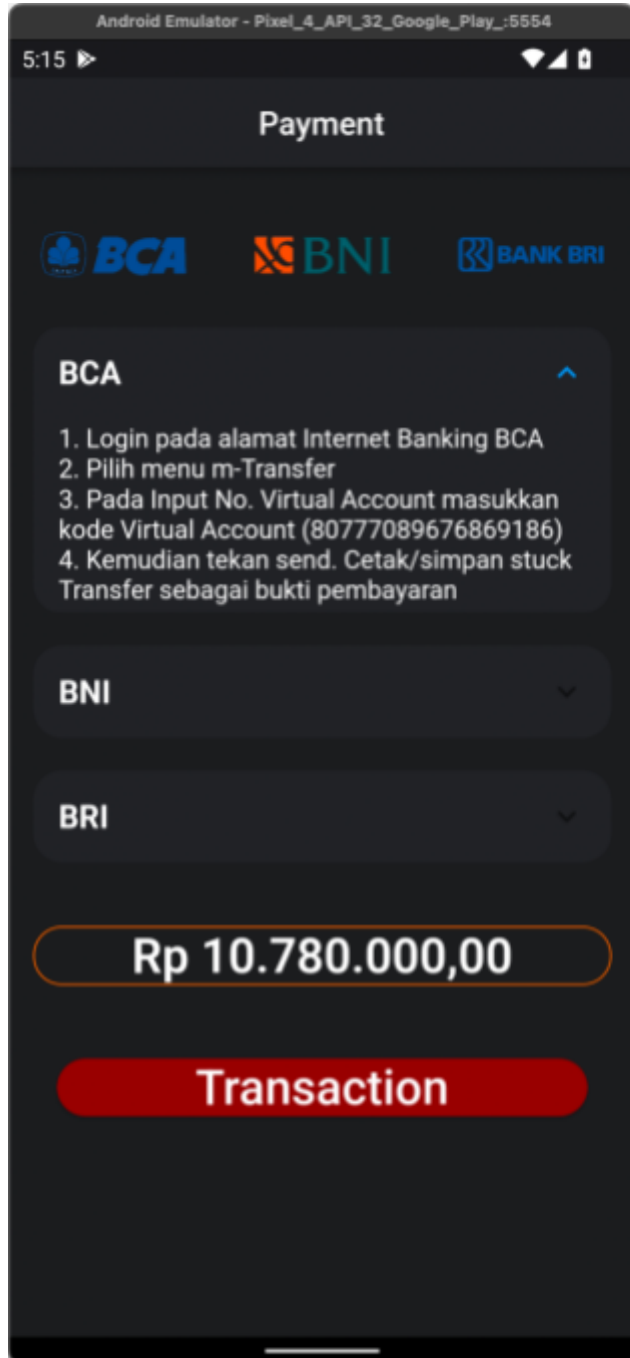 Android Emulator - Pixel_4_API_32_Google_Play_:5554
5:15
Payment
BCA BNI BANK BRI
BCA
1. Login pada alamat Internet Banking BCA
2. Pilih menu m-Transfer
3. Pada Input No. Virtual Account masukkan
kode Virtual Account (80777089676869186)
4. Kemudian tekan send. Cetak/simpan stuck
Transfer sebagai bukti pembayaran
BNI
BRI
Rp 10.780.000,00
Transaction